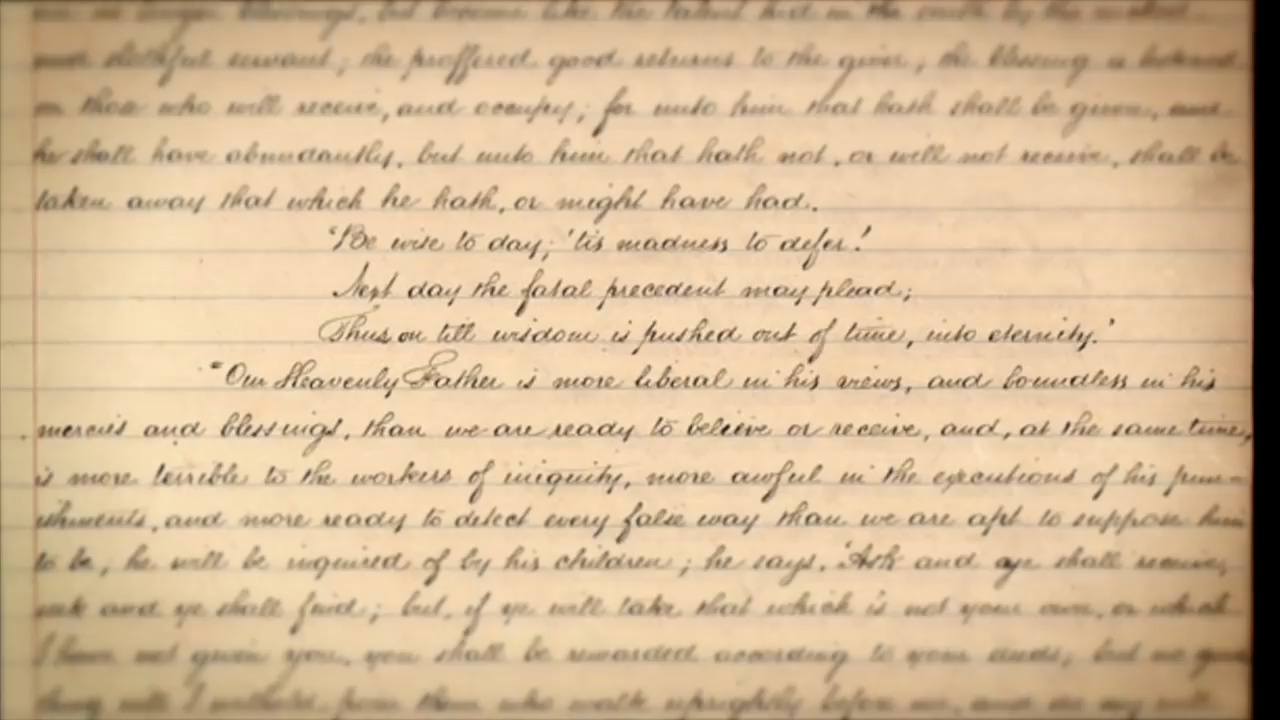 and slothful servant; the proffered good returns to the giver, the blessing is bestowed
on those who will receive, and occupy; for unto him that hath shall be given, and
he shall have abundantly, but unto him that hath not, or will not receive, shall be
taken away that which he hath, or might have had.
"Be wise to day; 'tis madness to defer!
Next day the fatal precedent may plead;
Thus on till wisdom is pushed out of time, into eternity.'
"Our Heavenly Father is more liberal in his views, and boundless in his
mercies and blessings, than we are ready to believe or receive, and, at the same time,
is more terrible to the workers of iniquity, more awful in the executions of his pun-
ishments, and more ready to detect every false way than we are apt to suppose him
to be; he will be inquired of by his children; he says, 'Ask and ye shall receive,
seek and ye shall find; but, if ye will take that which is not your own, or which
I have not given you, you shall be rewarded according to your deeds; but no good
thing will I withhold from them who walk uprightly before me, and do my will